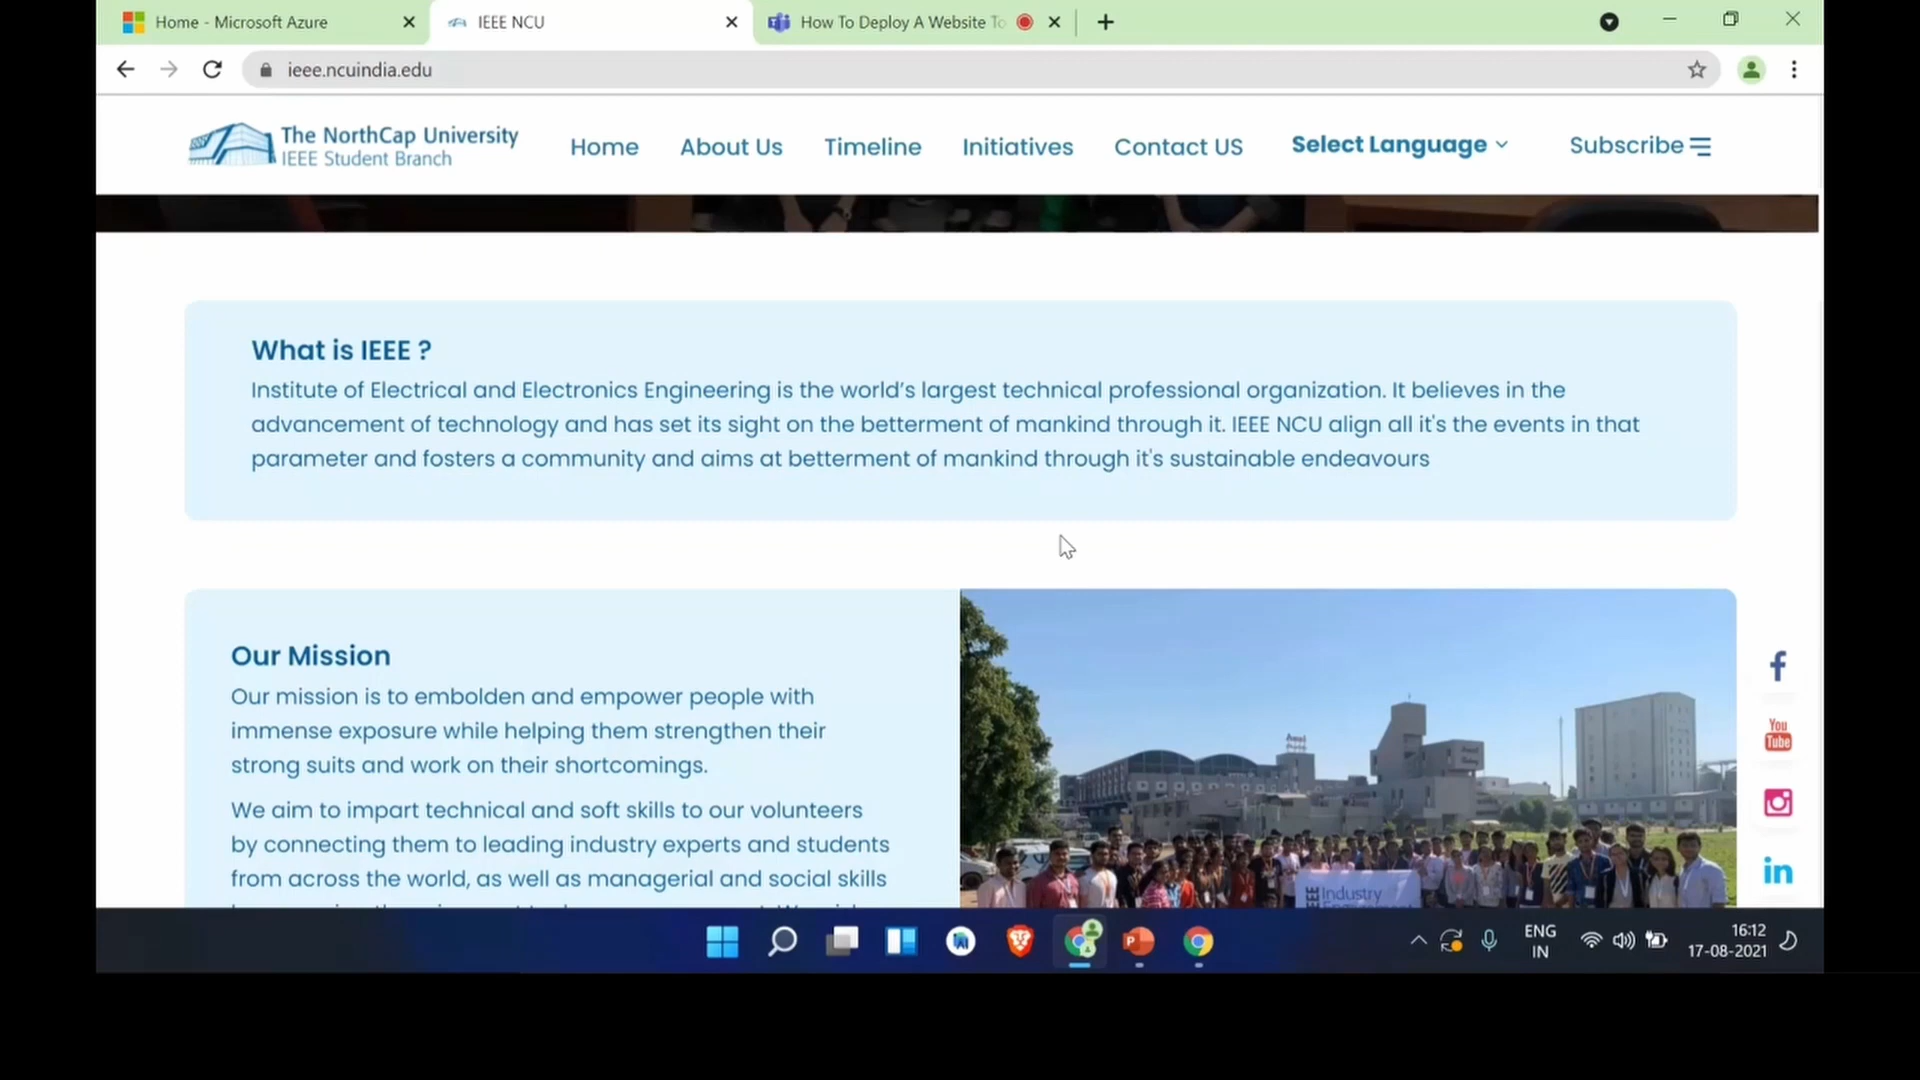 Home - Microsoft Azure
IEEE NCU
How To Deploy A Website To
ieee.ncuindia.edu
The NorthCap University
IEEE Student Branch
Home
About Us
Timeline
Initiatives
Contact US
Select Language
Subscribe
What is IEEE ?
Institute of Electrical and Electronics Engineering is the world’s largest technical professional organization. It believes in the
advancement of technology and has set its sight on the betterment of mankind through it. IEEE NCU align all it's the events in that
parameter and fosters a community and aims at betterment of mankind through it's sustainable endeavours
Our Mission
Our mission is to embolden and empower people with
immense exposure while helping them strengthen their
strong suits and work on their shortcomings.
We aim to impart technical and soft skills to our volunteers
by connecting them to leading industry experts and students
from across the world, as well as managerial and social skills
IEEE Industry
You
Tube
in
ENG
IN
16:12
17-08-2021